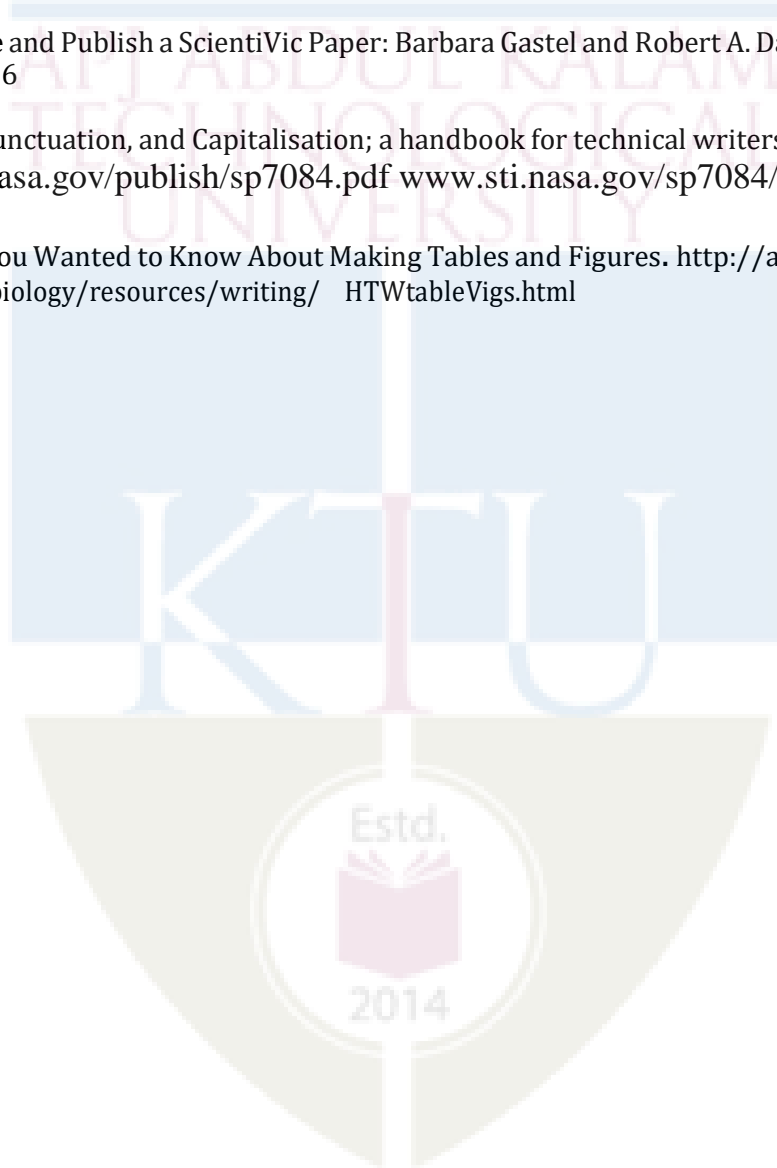 e and Publish a ScientiVic Paper: Barbara Gastel and Robert A. Da
6
APJ ABDUL KALAM
unctuation, and Capitalisation; a handbook for technical writers
TECHNOLOGICAL
asa.gov/publish/sp7084.pdf www.sti.nasa.gov/sp7084/
UNIVERSITY
ou Wanted to Know About Making Tables and Figures. http://a
iology/resources/writing/ HTWtableVigs.html
KTU
Estd.
2014